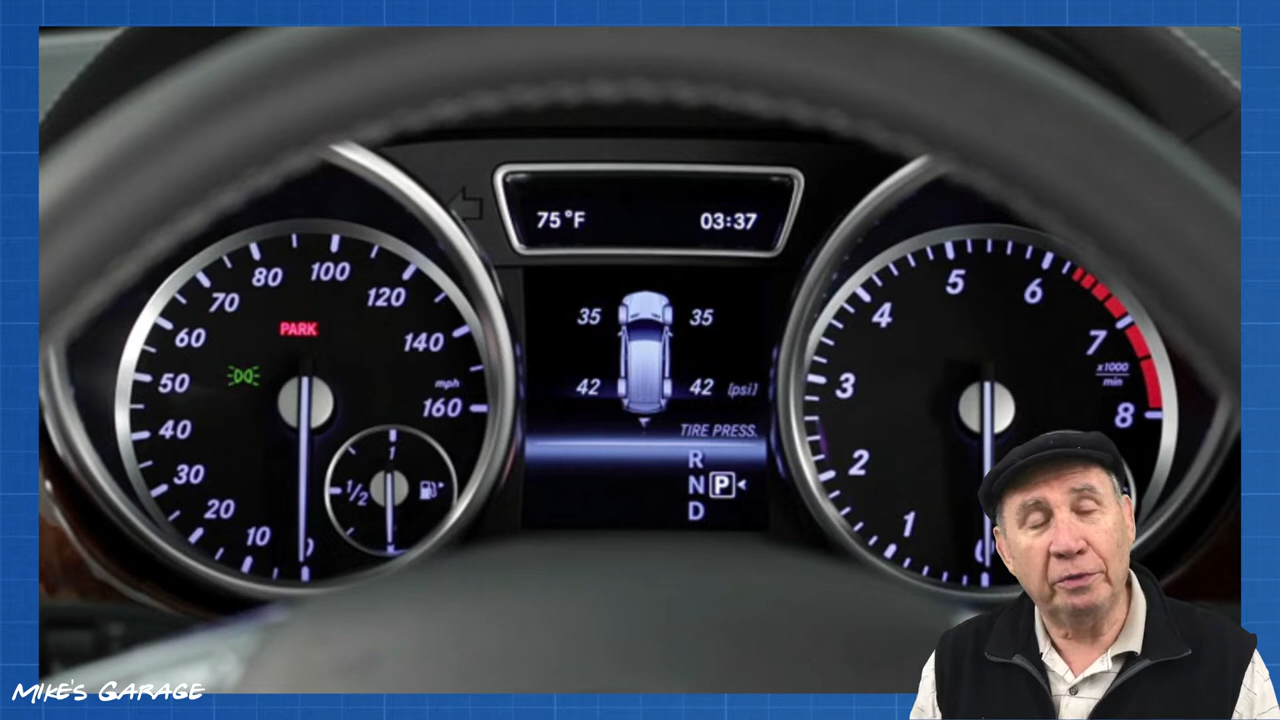 75°F 03:37
10
20
30
40
50
60
70
80
100
120
140
mph
160
PARK
1/2
1
35 35
42 42 [psi]
TIRE PRESS.
R
N P
D
1
2
3
4
5
6
7
8
x1000
min
MIKE'S GARAGE